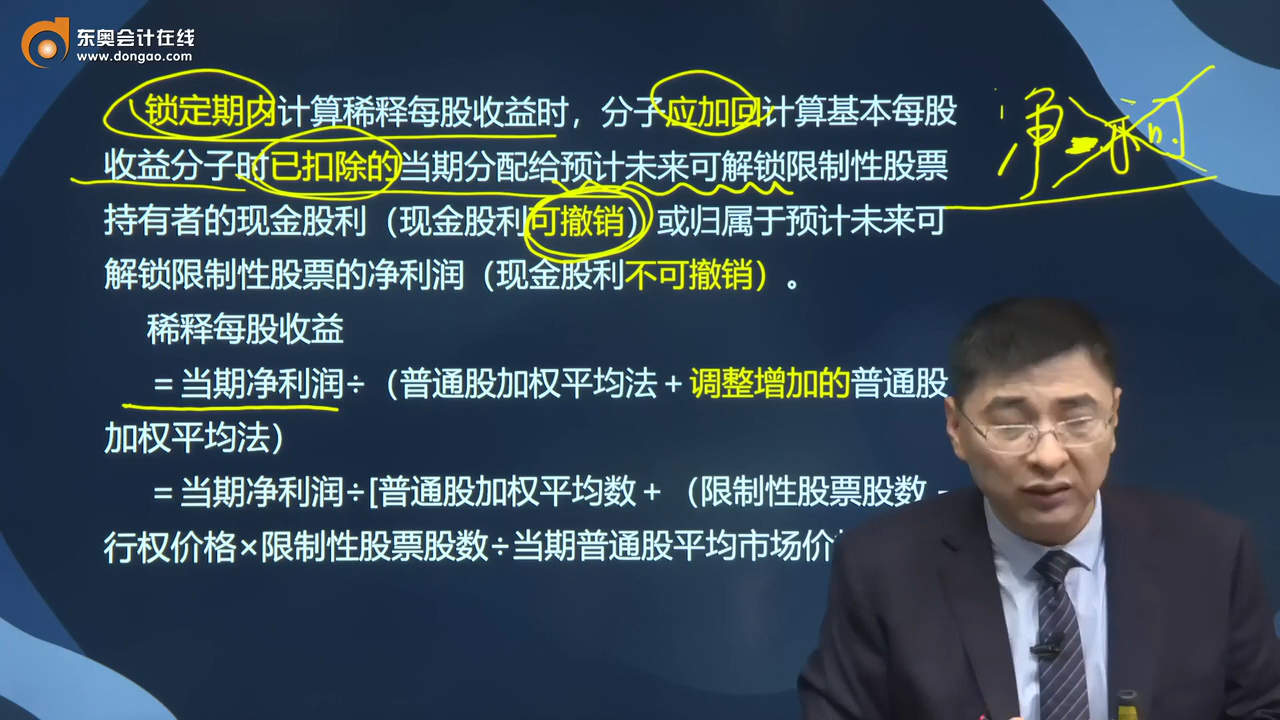 东奥会计在线
www.dongao.com
锁定期内计算稀释每股收益时，分子应加回计算基本每股
收益分子时已扣除的当期分配给预计未来可解锁限制性股票
持有者的现金股利（现金股利可撤销）或归属于预计未来可
解锁限制性股票的净利润（现金股利不可撤销）。
稀释每股收益
＝当期净利润÷（普通股加权平均法＋调整增加的普通股
加权平均法）
＝当期净利润÷[普通股加权平均数＋（限制性股票股数－
行权价格×限制性股票股数÷当期普通股平均市场价
净